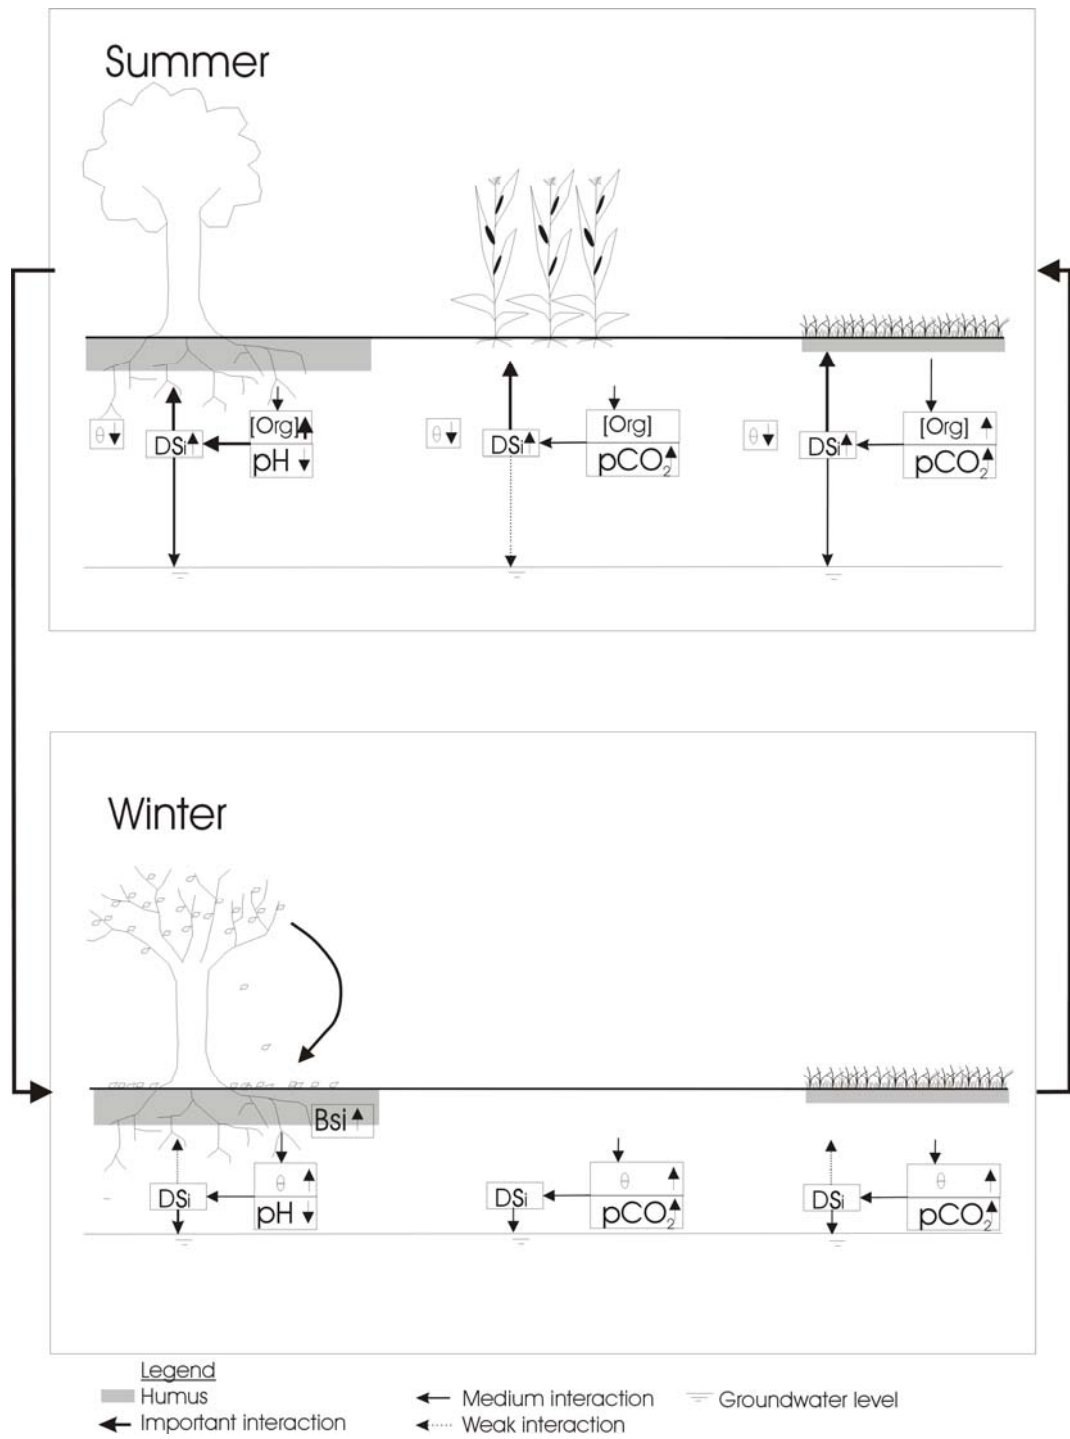 Summer
θ
DSi
[Org]
pH
θ
DSi
[Org]
pCO₂
θ
DSi
[Org]
pCO₂
Winter
Bsi
DSi
θ
pH
DSi
θ
pCO₂
DSi
θ
pCO₂
Legend
Humus
Important interaction
Medium interaction
Weak interaction
Groundwater level